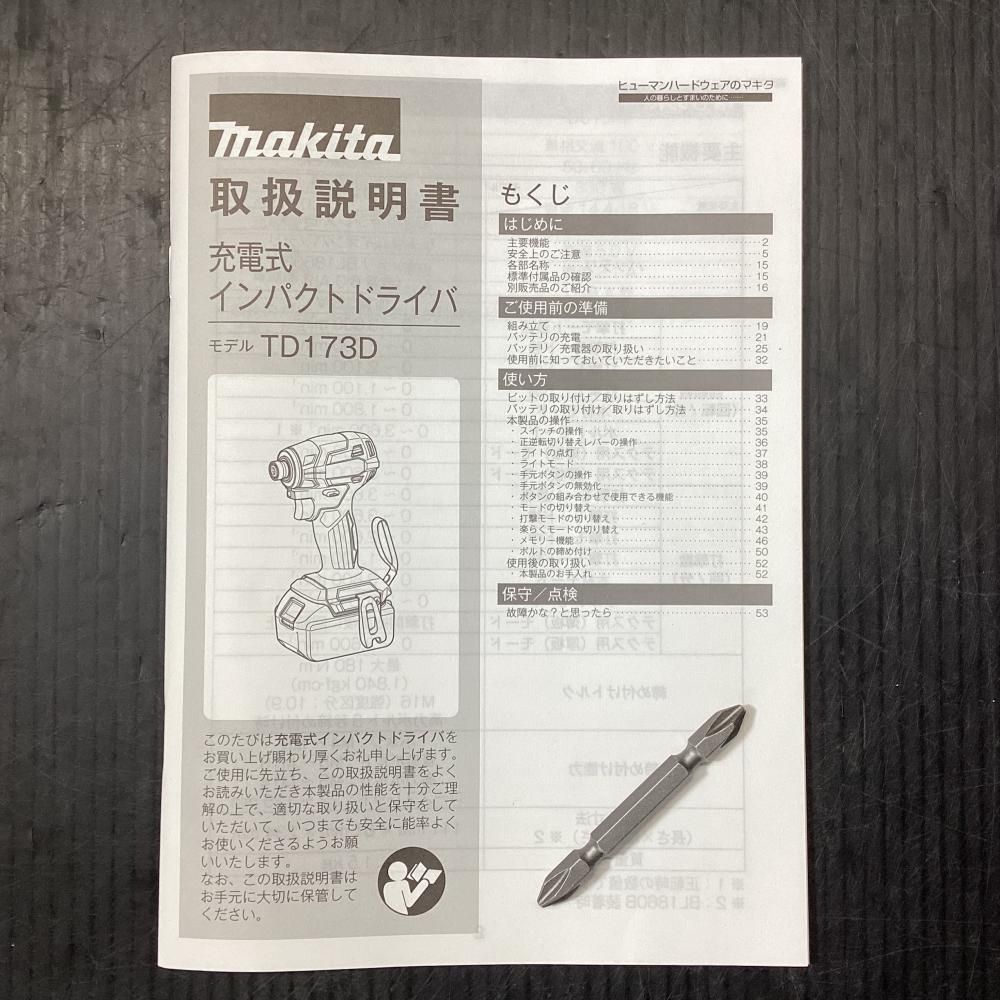 makita
取扱説明書
充電式
インパクトドライバ
モデル TD173D
このたびは充電式インパクトドライバを
お買い上げ賜わり厚くお礼申し上げます。
ご使用に先立ち、この取扱説明書をよく
お読みいただき本製品の性能を十分ご理
解の上で、適切な取り扱いと保守をして
いただいて、いつまでも安全に能率よく
お使いくださるようお願
いいたします。
なお、この取扱説明書は
お手元に大切に保管して
ください。
ヒューマンハードウェアのマキタ
人の暮らしとすまいのために……
もくじ
はじめに
主要機能 2
安全上のご注意 5
各部名称 15
標準付属品の確認 15
別販売品のご紹介 16
ご使用前の準備
組み立て 19
バッテリの充電 21
バッテリ／充電器の取り扱い 25
使用前に知っておいていただきたいこと 32
使い方
ビットの取り付け／取りはずし方法 33
バッテリの取り付け／取りはずし方法 34
本製品の操作 35
・スイッチの操作 35
・正逆転切り替えレバーの操作 36
・ライトの点灯 37
・ライトモード 38
・手元ボタンの操作 39
・手元ボタンの無効化 39
・ボタンの組み合わせで使用できる機能 40
・モードの切り替え 41
・打撃モードの切り替え 42
・楽らくモードの切り替え 43
・メモリー機能 46
・ボルトの締め付け 50
使用後の取り扱い 52
・本製品のお手入れ 52
保守／点検
故障かな？と思ったら 53